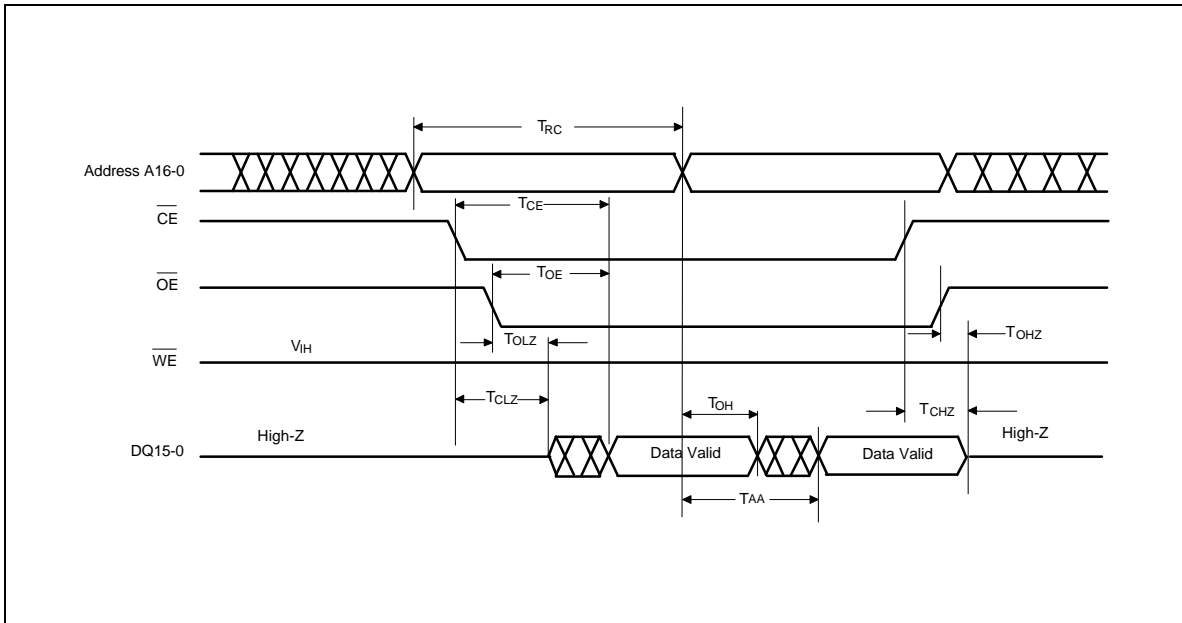 TRC
Address A16-0
TCE
CE
TOE
OE
TOLZ
TOHZ
VIH
WE
TCLZ
TOH
TCHZ
High-Z
High-Z
DQ15-0
Data Valid
Data Valid
TAA